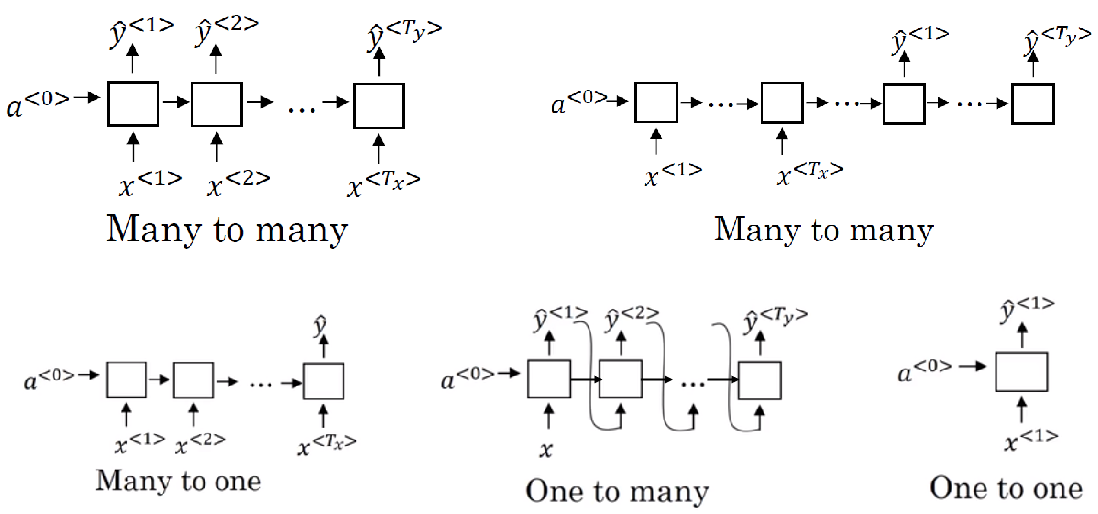 ŷ<1> ŷ<2> ŷ<Ty>
a<0> ...
x<1> x<2> x<Tx>
Many to many
ŷ<1> ŷ<Ty>
a<0> ... ... ...
x<1> x<Tx>
Many to many
ŷ
a<0> ...
x<1> x<2> x<Tx>
Many to one
ŷ<1> ŷ<2> ŷ<Ty>
a<0> ...
x
One to many
ŷ<1>
a<0>
x<1>
One to one